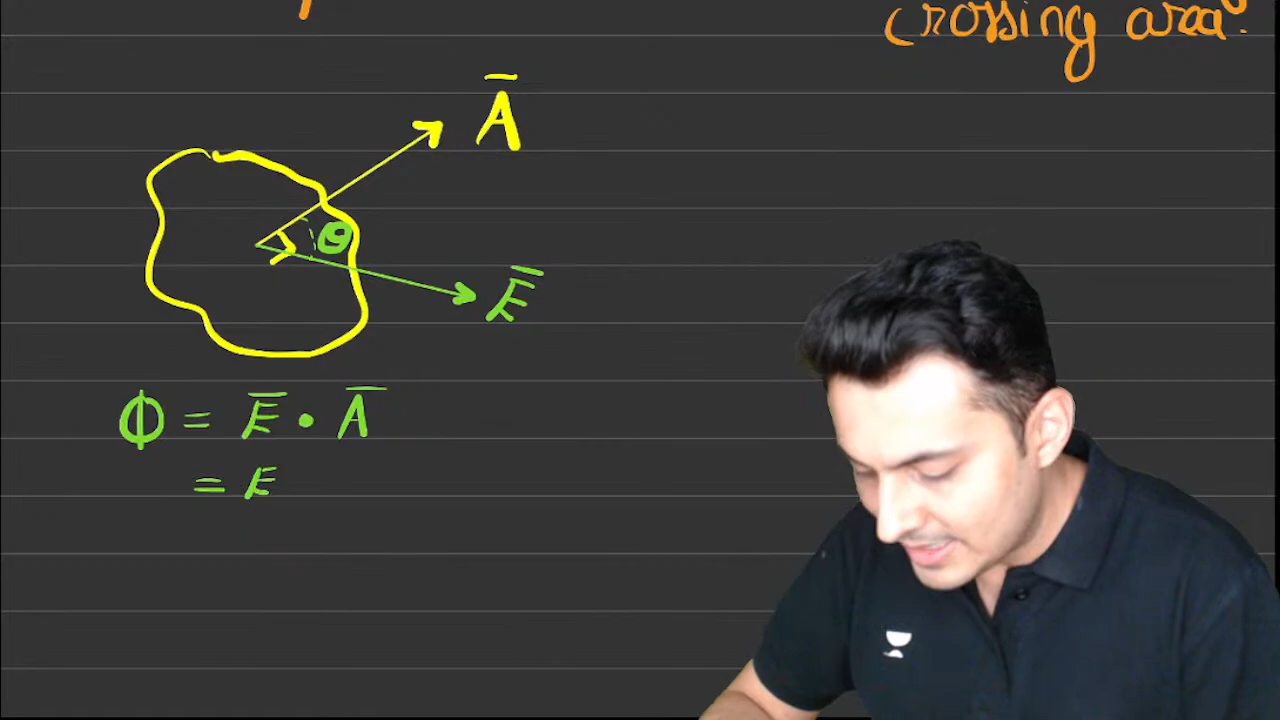 crossing area.
A̅
θ
E̅
Φ = E̅ • A̅
= E